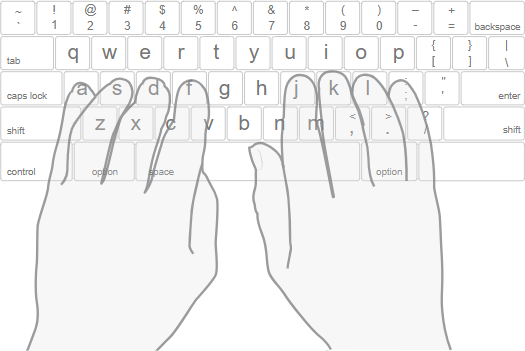 ~ ! @ # $ % ^ & * ( ) – +
` 1 2 3 4 5 6 7 8 9 0 - = backspace
tab q w e r t y u i o p { [ } ] | \
caps lock a s d f g h j k l : ; " ' enter
shift z x c v b n m < , > . ? / shift
control option space option